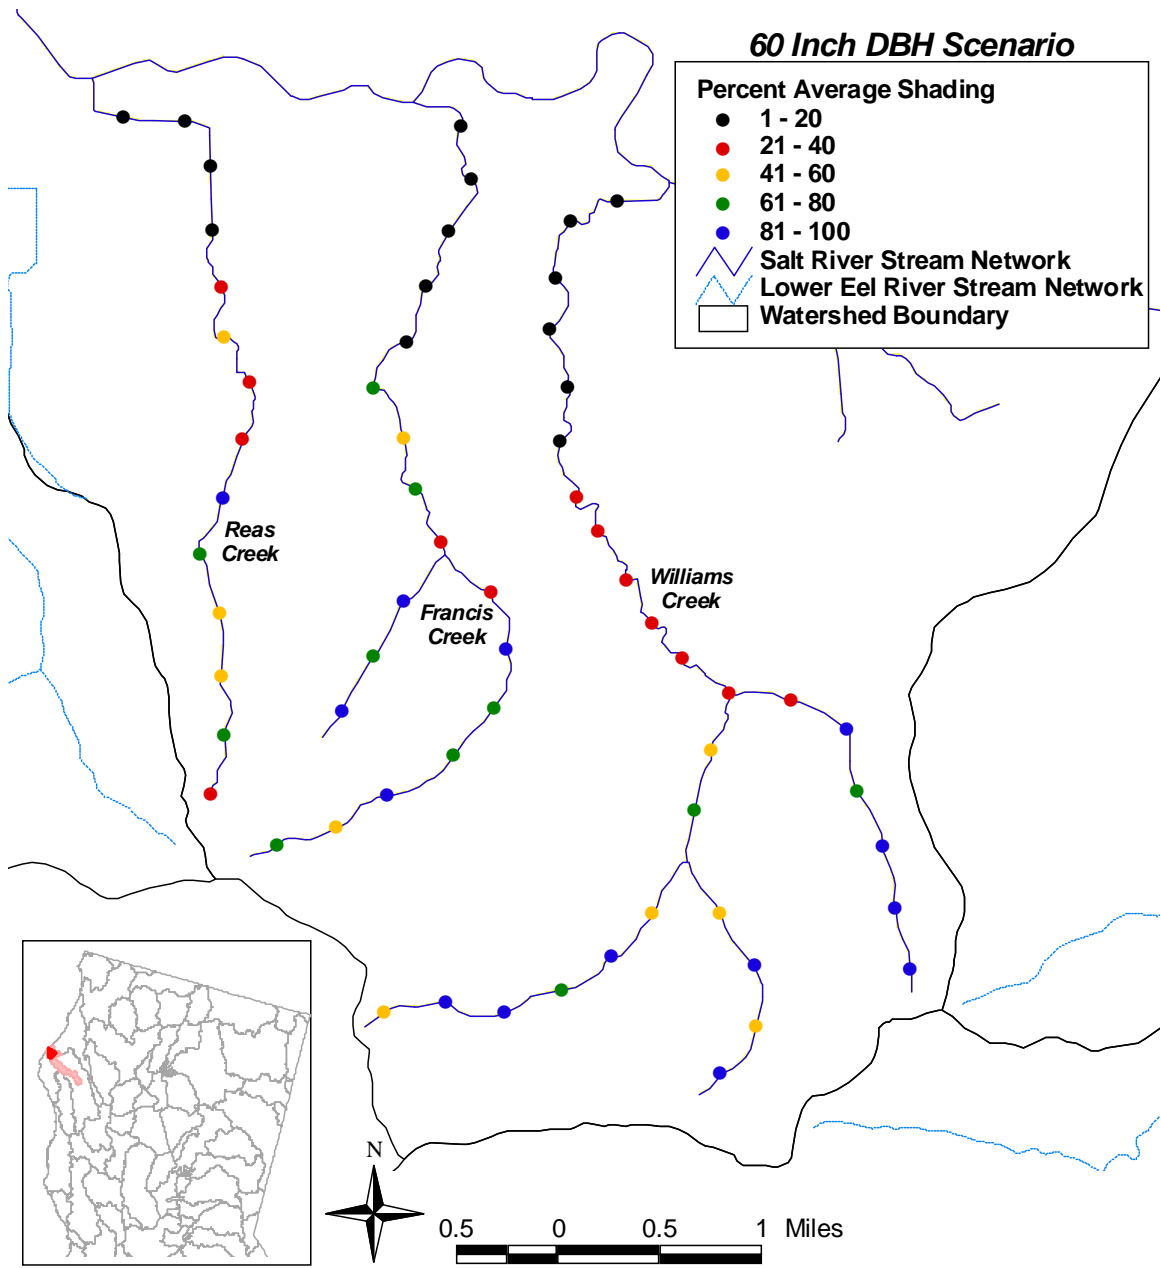 60 Inch DBH Scenario
Percent Average Shading
1 - 20
21 - 40
41 - 60
61 - 80
81 - 100
Salt River Stream Network
Lower Eel River Stream Network
Watershed Boundary
Reas
Creek
Francis
Creek
Williams
Creek
N
0.5 0 0.5 1 Miles